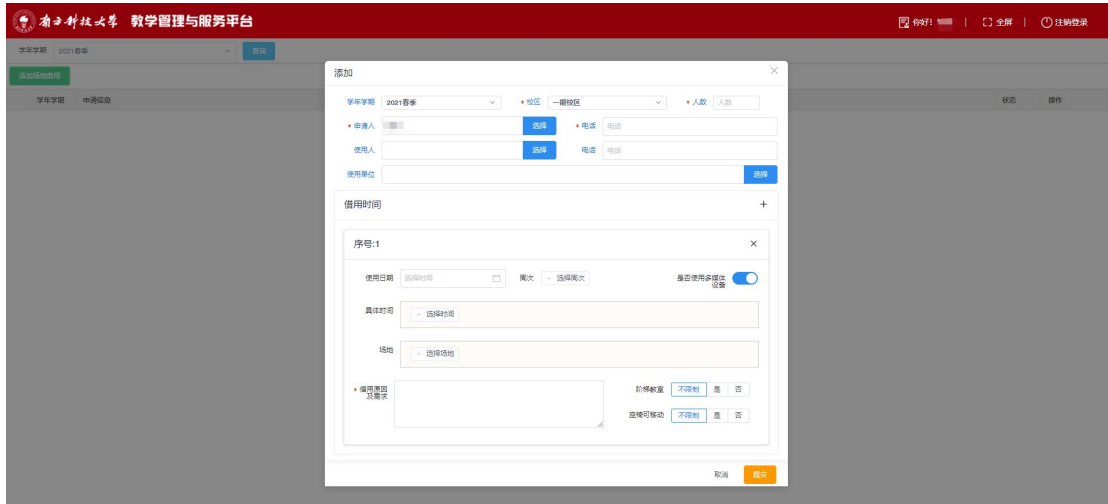 南方科技大学 教学管理与服务平台 你好! | 全屏 | 注销登录
学年学期 2021春季 查询
添加场地借用
学年学期 申请信息 状态 操作
添加
学年学期 2021春季 * 校区 一期校区 * 人数 人数
* 申请人 选择 * 电话 电话
使用人 选择 电话 电话
使用单位 选择
借用时间 +
序号:1
使用日期 选择时间 周次 选择周次 是否使用多媒体
设备
具体时间 选择时间
场地 选择场地
* 借用原因
及需求
阶梯教室 不限制 是 否
座椅可移动 不限制 是 否
取消 提交